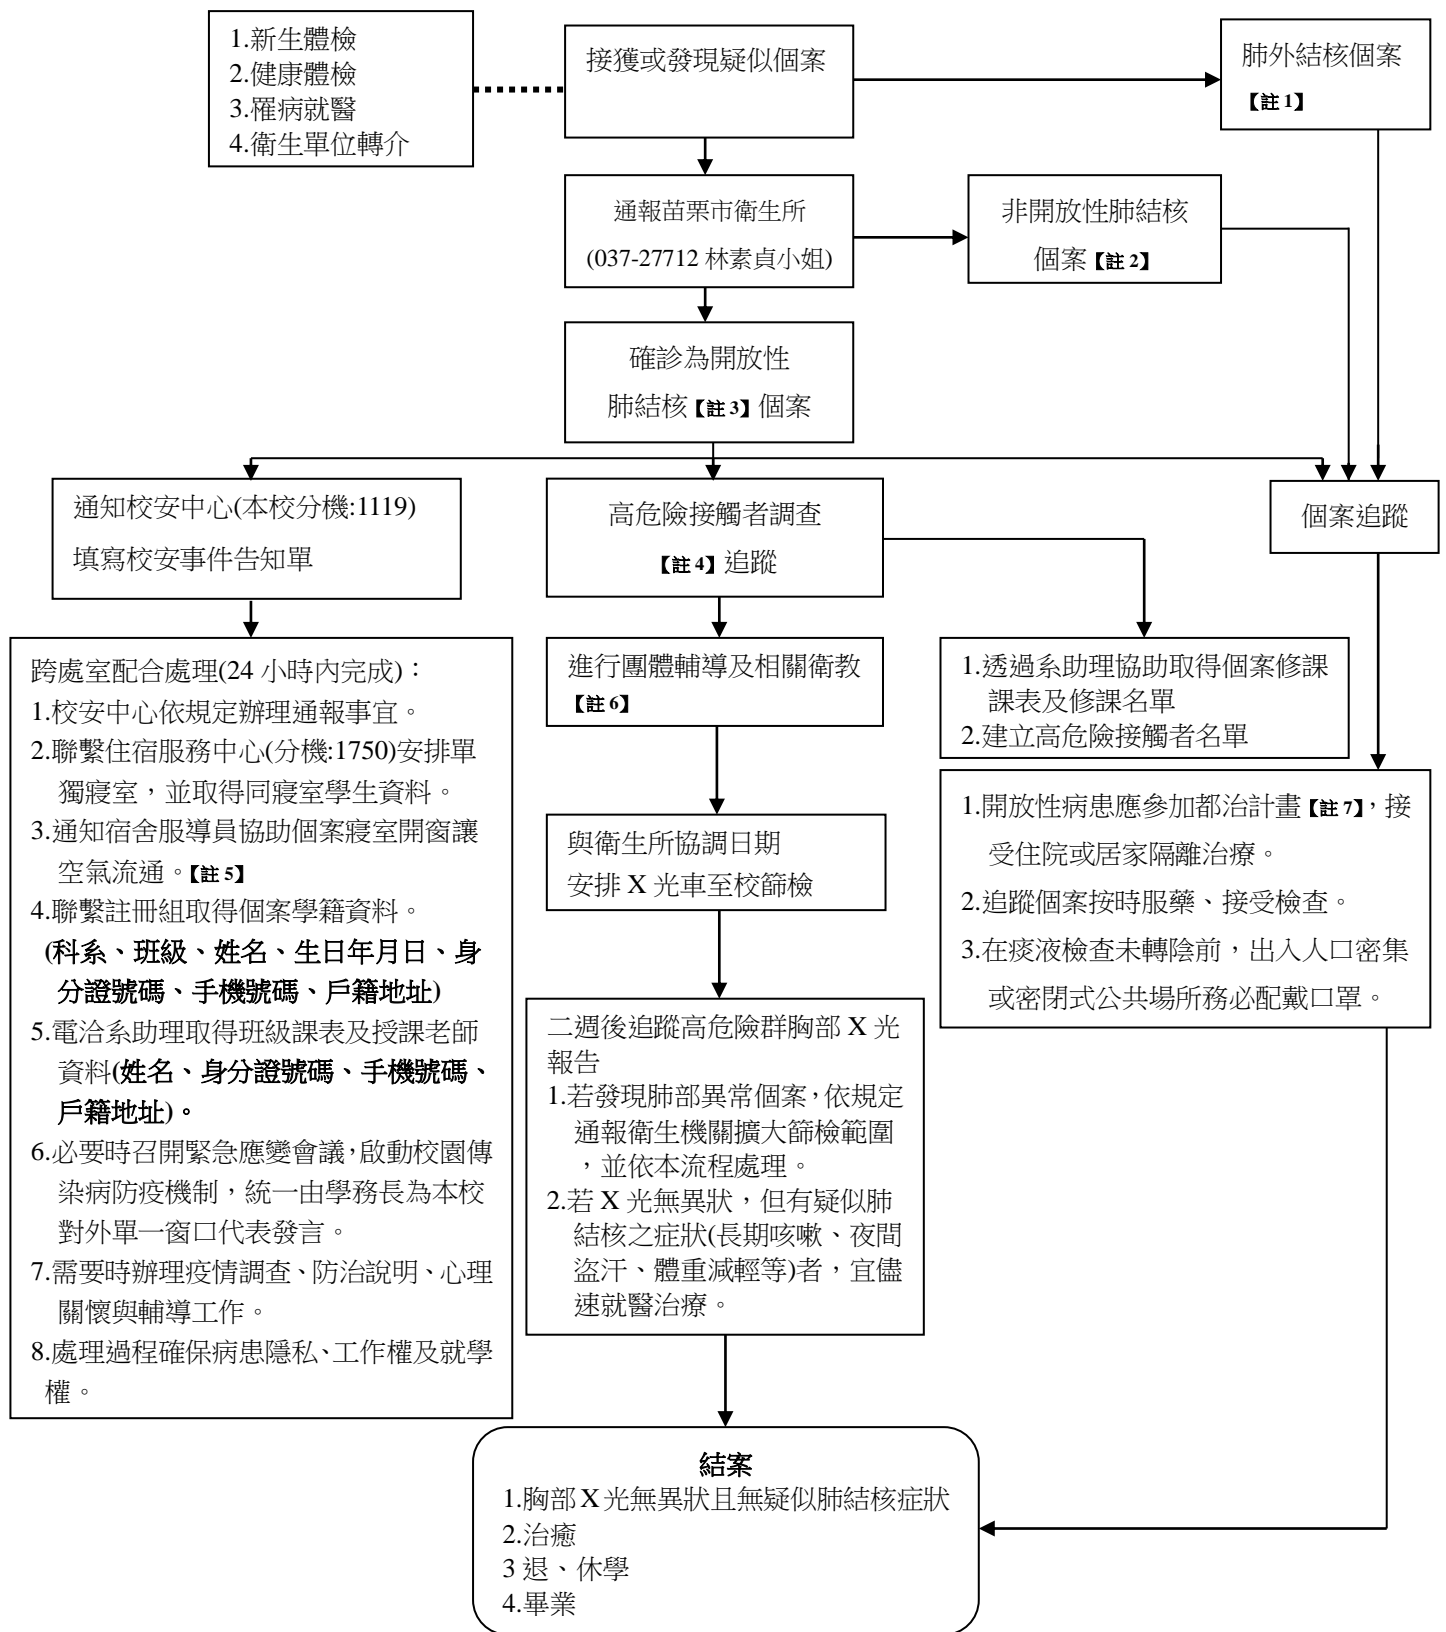 1.新生體檢
2.健康體檢
3.罹病就醫
4.衛生單位轉介
接獲或發現疑似個案
肺外結核個案
【註 1】
通報苗栗市衛生所
(037-27712 林素貞小姐)
非開放性肺結核
個案【註 2】
確診為開放性
肺結核【註 3】個案
通知校安中心(本校分機:1119)
填寫校安事件告知單
高危險接觸者調查
【註 4】追蹤
個案追蹤
跨處室配合處理(24 小時內完成)：
1.校安中心依規定辦理通報事宜。
2.聯繫住宿服務中心(分機:1750)安排單
獨寢室，並取得同寢室學生資料。
3.通知宿舍服導員協助個案寢室開窗讓
空氣流通。【註 5】
4.聯繫註冊組取得個案學籍資料。
(科系、班級、姓名、生日年月日、身
分證號碼、手機號碼、戶籍地址)
5.電洽系助理取得班級課表及授課老師
資料(姓名、身分證號碼、手機號碼、
戶籍地址)。
6.必要時召開緊急應變會議，啟動校園傳
染病防疫機制，統一由學務長為本校
對外單一窗口代表發言。
7.需要時辦理疫情調查、防治說明、心理
關懷與輔導工作。
8.處理過程確保病患隱私、工作權及就學
權。
進行團體輔導及相關衛教
【註 6】
1.透過系助理協助取得個案修課
課表及修課名單
2.建立高危險接觸者名單
與衛生所協調日期
安排 X 光車至校篩檢
1.開放性病患應參加都治計畫【註 7】，接
受住院或居家隔離治療。
2.追蹤個案按時服藥、接受檢查。
3.在痰液檢查未轉陰前，出入人口密集
或密閉式公共場所務必配戴口罩。
二週後追蹤高危險群胸部 X 光
報告
1.若發現肺部異常個案，依規定
通報衛生機關擴大篩檢範圍
，並依本流程處理。
2.若 X 光無異狀，但有疑似肺
結核之症狀(長期咳嗽、夜間
盜汗、體重減輕等)者，宜儘
速就醫治療。
結案
1.胸部 X 光無異狀且無疑似肺結核症狀
2.治癒
3 退、休學
4.畢業